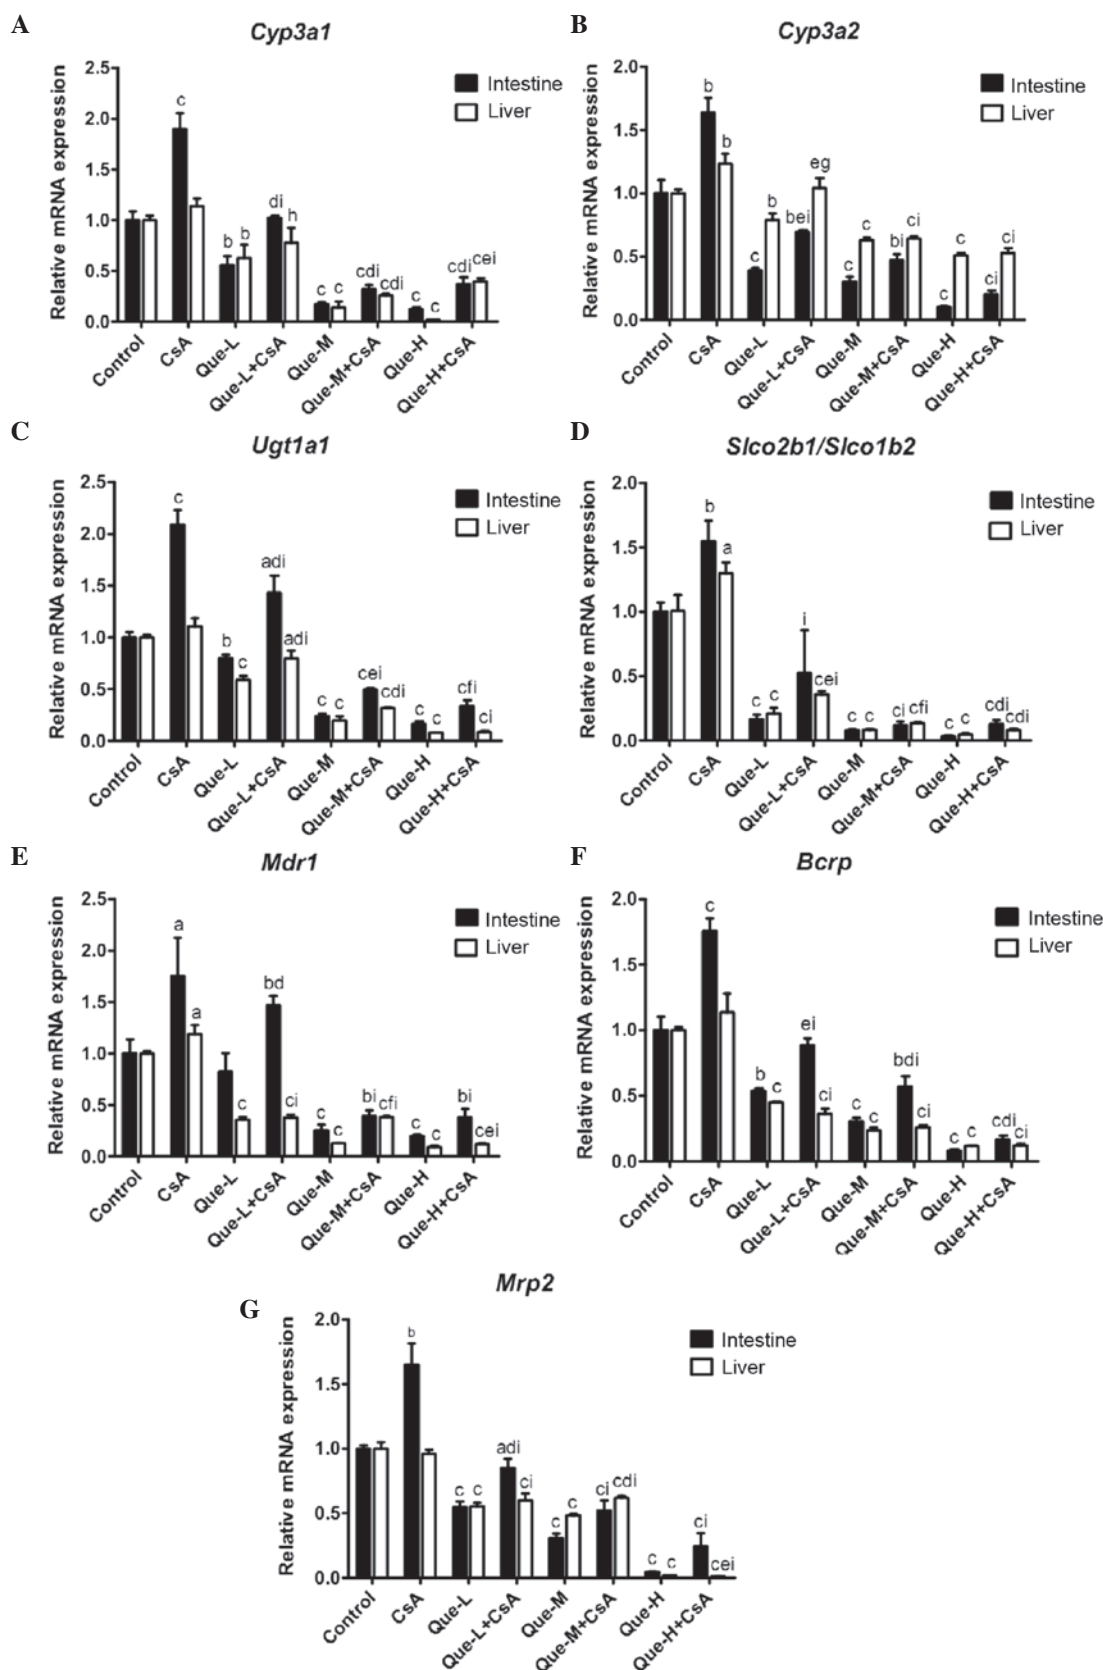 A
Cyp3a1
Relative mRNA expression
2.5
2.0
1.5
1.0
0.5
0.0
Intestine
Liver
c
b b
di
h
c c
cdi
cdi
c
c
cdi
cei
Control
CsA
Que-L
Que-L+CsA
Que-M
Que-M+CsA
Que-H
Que-H+CsA
B
Cyp3a2
Relative mRNA expression
2.0
1.5
1.0
0.5
0.0
Intestine
Liver
b
b
c
b
bei
eg
c
c
bi
ci
c
c
ci
ci
Control
CsA
Que-L
Que-L+CsA
Que-M
Que-M+CsA
Que-H
Que-H+CsA
C
Ugt1a1
Relative mRNA expression
2.5
2.0
1.5
1.0
0.5
0.0
Intestine
Liver
c
b
c
adi
adi
c c
cei
cdi
c
c
cfi
ci
Control
CsA
Que-L
Que-L+CsA
Que-M
Que-M+CsA
Que-H
Que-H+CsA
D
Slco2b1/Slco1b2
Relative mRNA expression
2.0
1.5
1.0
0.5
0.0
Intestine
Liver
b
a
c c
i
cei
c c
ci
cfi
c c
cdi
cdi
Control
CsA
Que-L
Que-L+CsA
Que-M
Que-M+CsA
Que-H
Que-H+CsA
E
Mdr1
Relative mRNA expression
2.5
2.0
1.5
1.0
0.5
0.0
Intestine
Liver
a
a
c
bd
ci
c
c
bi
cfi
c
c
bi
cei
Control
CsA
Que-L
Que-L+CsA
Que-M
Que-M+CsA
Que-H
Que-H+CsA
F
Bcrp
Relative mRNA expression
2.0
1.5
1.0
0.5
0.0
Intestine
Liver
c
b
c
ei
ci
c
c
bdi
ci
c
c
cdi
ci
Control
CsA
Que-L
Que-L+CsA
Que-M
Que-M+CsA
Que-H
Que-H+CsA
G
Mrp2
Relative mRNA expression
2.0
1.5
1.0
0.5
0.0
Intestine
Liver
b
c c
adi
ci
c
c
ci
cdi
c
c
ci
cei
Control
CsA
Que-L
Que-L+CsA
Que-M
Que-M+CsA
Que-H
Que-H+CsA